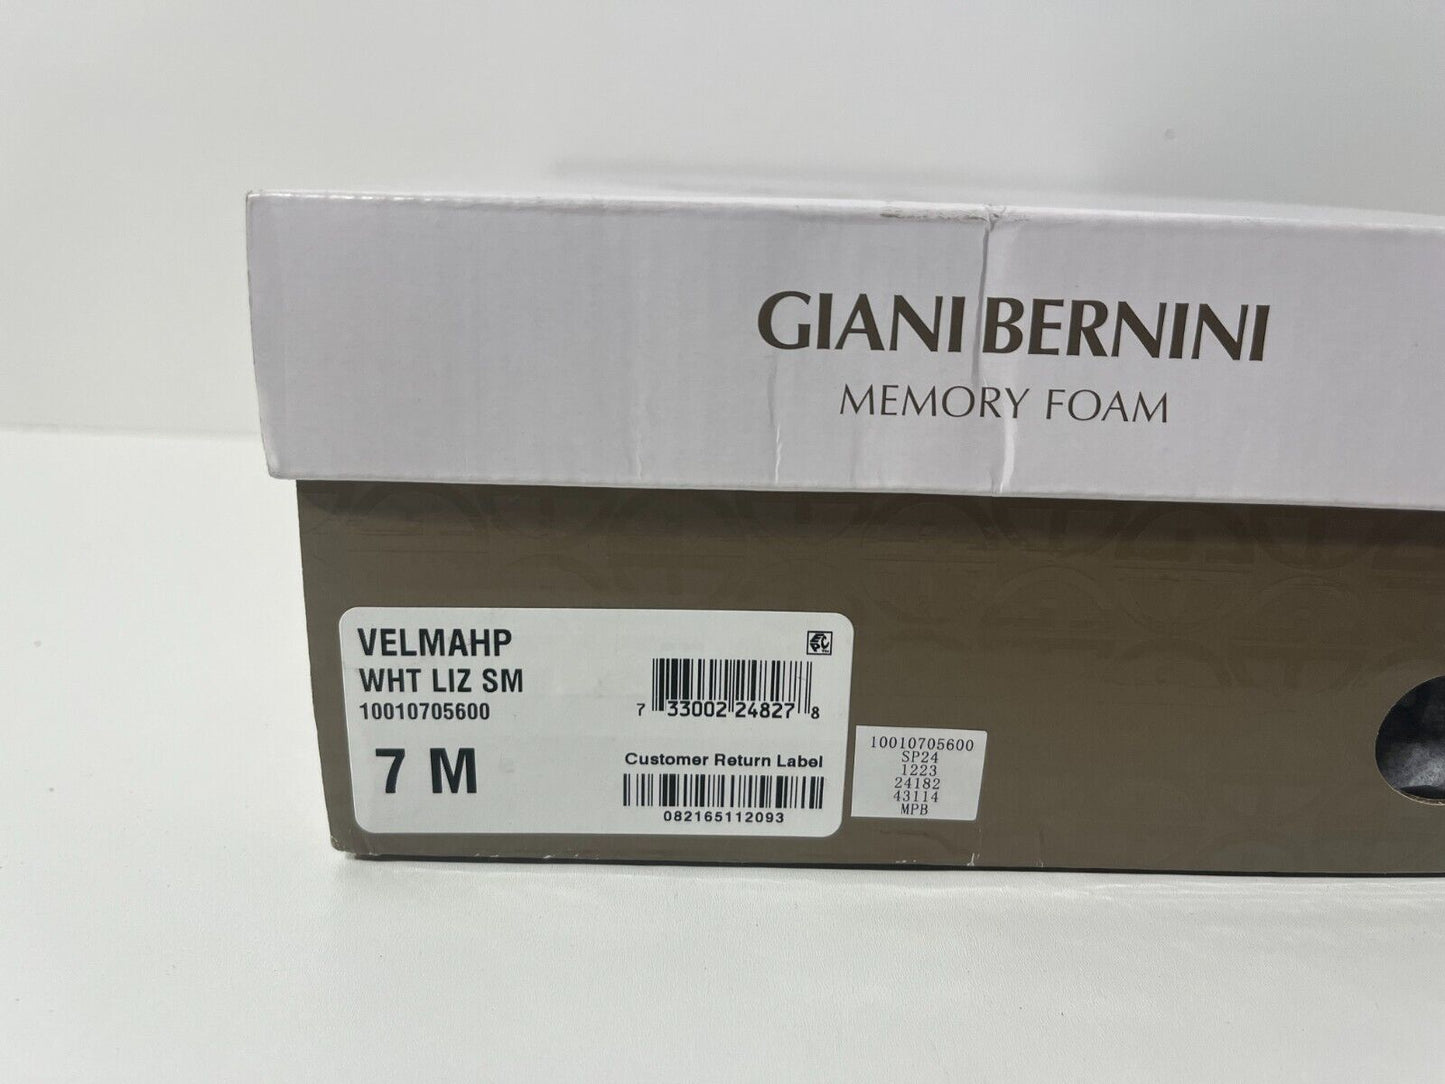 GIANI BERNINI
MEMORY FOAM
VELMAHP
WHT LIZ SM
10010705600
7 M
7 33002 24827 8
Customer Return Label
082165112093
10010705600
SP24
1223
24182
43114
MPB